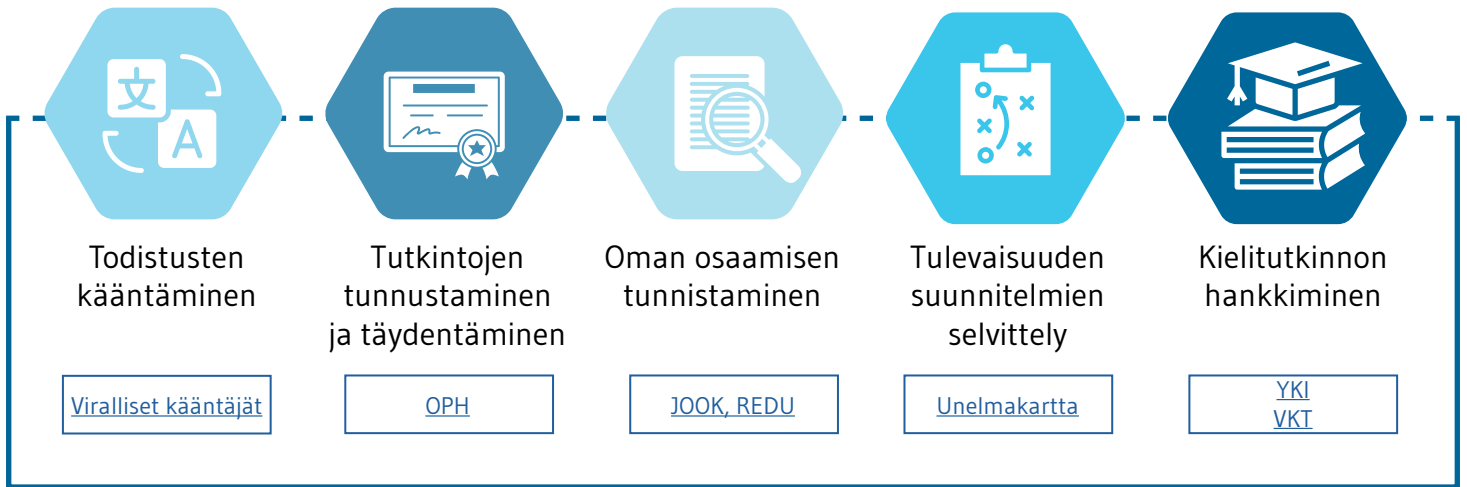 文
A
Todistusten
kääntäminen
Viralliset kääntäjät
Tutkintojen
tunnustaminen
ja täydentäminen
OPH
Oman osaamisen
tunnistaminen
JOOK, REDU
Tulevaisuuden
suunnitelmien
selvittely
Unelmakartta
Kielitutkinnon
hankkiminen
YKI
VKT